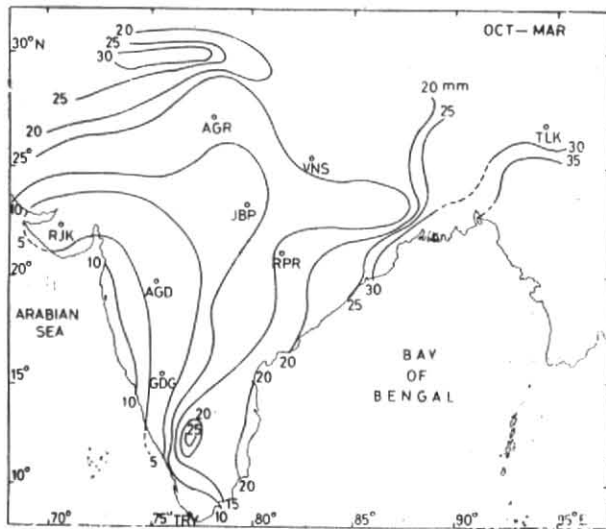 20
25
30
30°N
OCT—MAR
25
20
25°
20 mm
25
AGR
TLK
30
35
VNS
10
5
RJK
JBP
RPR
10
20°
AGD
30
25
ARABIAN
SEA
20
BAY
OF
BENGAL
15°
GDG
10
20
20
25
5
10°
20
15
70°
75°
TRY
10
80°
85°
90°
95°E